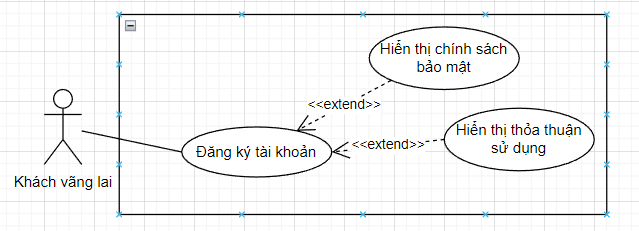 Hiển thị chính sách
bảo mật
<<extend>>
Hiển thị thỏa thuận
sử dụng
<<extend>>
Đăng ký tài khoản
Khách vãng lai